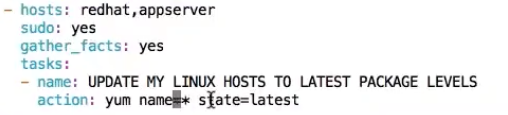 - hosts: redhat,appserver
  sudo: yes
  gather_facts: yes
  tasks:
  - name: UPDATE MY LINUX HOSTS TO LATEST PACKAGE LEVELS
    action: yum name=* state=latest